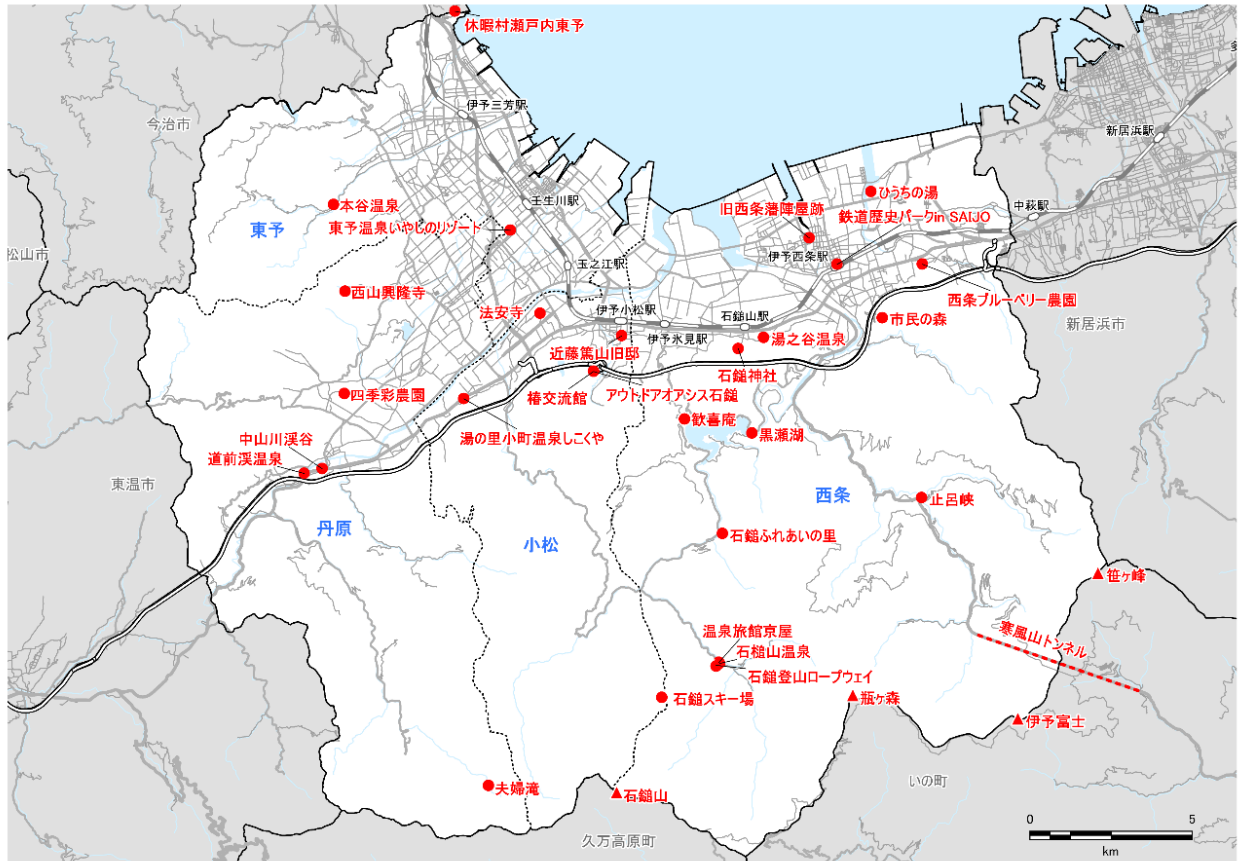 休暇村瀬戸内東予
伊予三芳駅
今治市
新居浜駅
本谷温泉
壬生川駅
ひうちの湯
中萩駅
旧西条藩陣屋跡
鉄道歴史パークin SAIJO
東予
東予温泉いやしのリゾート
松山市
伊予西条駅
玉之江駅
西山興隆寺
西条ブルーベリー農園
法安寺
伊予小松駅
石鎚山駅
市民の森
新居浜市
伊予氷見駅
湯之谷温泉
近藤篤山旧邸
石鎚神社
椿交流館
アウトドアオアシス石鎚
四季彩農園
歓喜庵
黒瀬湖
湯の里小町温泉しこくや
中山川渓谷
道前渓温泉
東温市
西条
止呂峡
丹原
小松
石鎚ふれあいの里
笹ヶ峰
温泉旅館京屋
寒風山トンネル
石槌山温泉
石鎚登山ロープウェイ
石鎚スキー場
瓶ヶ森
伊予富士
いの町
夫婦滝
石鎚山
久万高原町
0
5
km